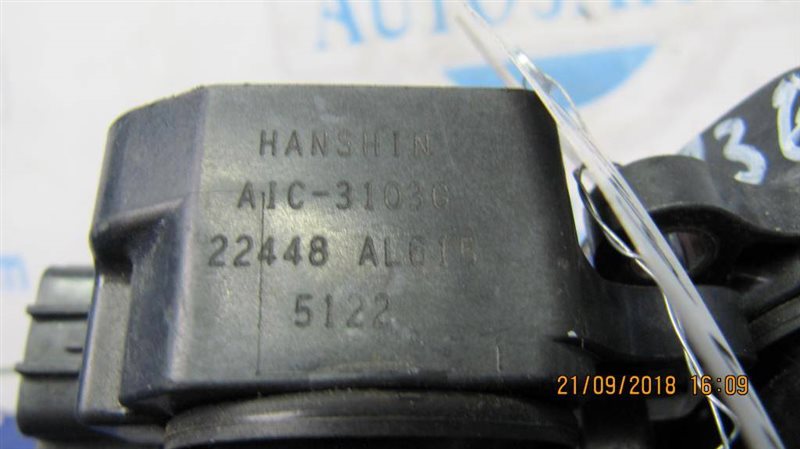 HANSHIN
AIC-3103G
22448 AL615
5122
21/09/2018 16:09